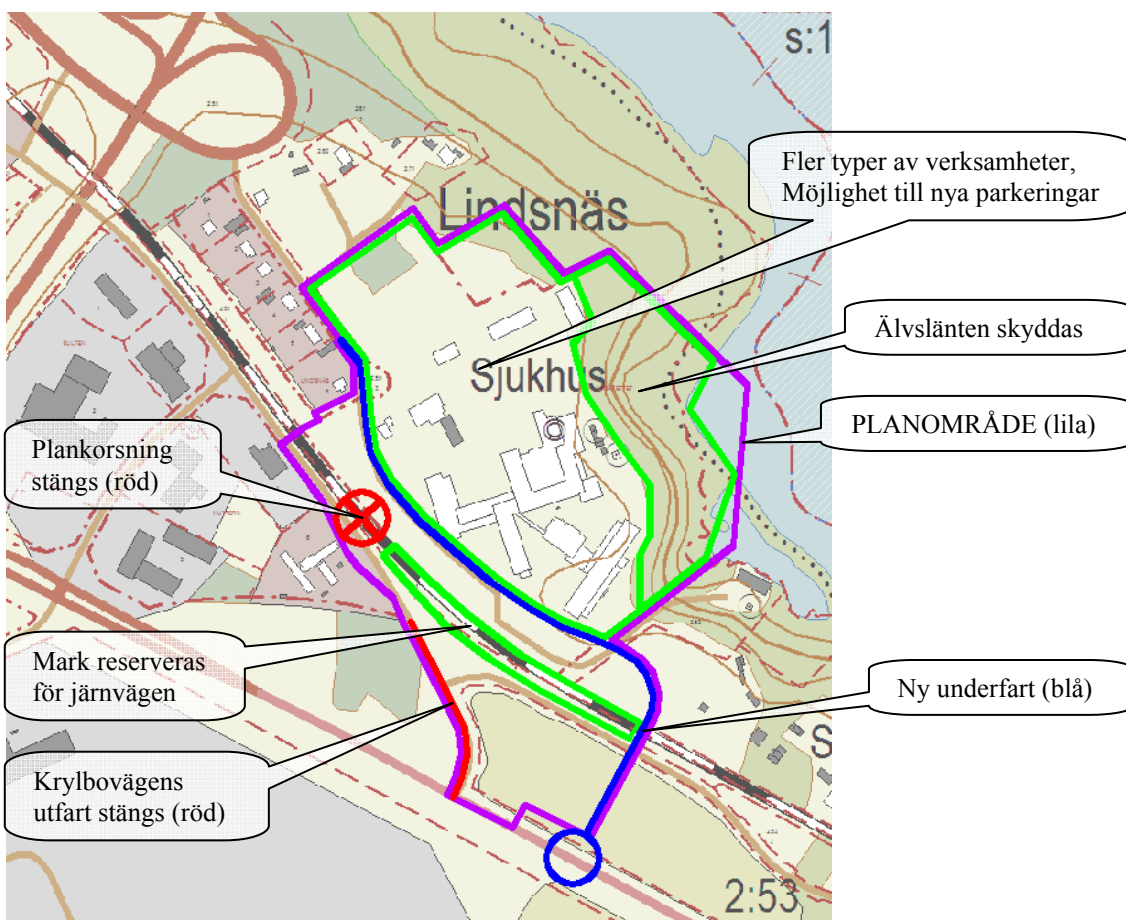 s:1
Fler typer av verksamheter,
Möjlighet till nya parkeringar
Lindsnäs
Älvslänten skyddas
Sjukhus
PLANOMRÅDE (lila)
Plankorsning
stängs (röd)
Mark reserveras
för järnvägen
Ny underfart (blå)
S
Krylbovägens
utfart stängs (röd)
2:53